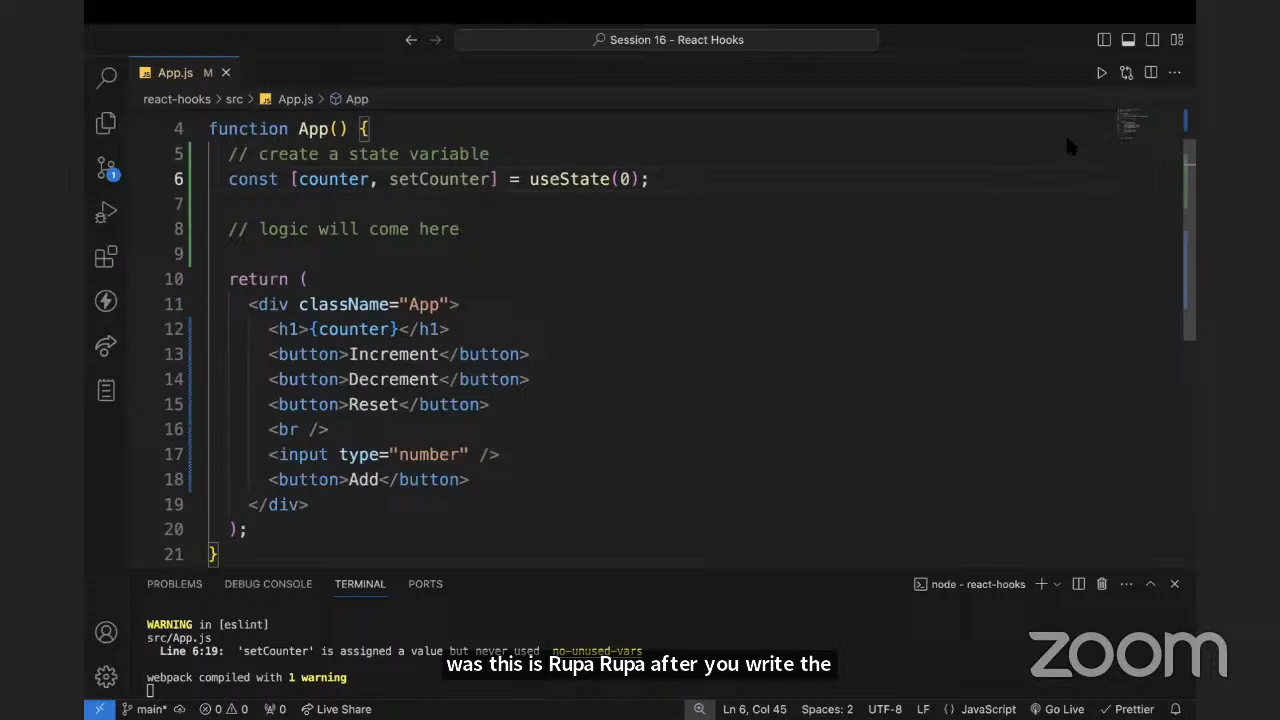 Session 16 - React Hooks
App.js M
react-hooks > src > App.js > App
4 function App() {
5 // create a state variable
6 const [counter, setCounter] = useState(0);
7
8 // logic will come here
9
10 return (
11 <div className="App">
12 <h1>{counter}</h1>
13 <button>Increment</button>
14 <button>Decrement</button>
15 <button>Reset</button>
16 <br />
17 <input type="number" />
18 <button>Add</button>
19 </div>
20 );
21 }
PROBLEMS DEBUG CONSOLE TERMINAL PORTS node - react-hooks
WARNING in [eslint]
src/App.js
Line 6:19: 'setCounter' is assigned a value but never used no-unused-vars
was this is Rupa Rupa after you write the
webpack compiled with 1 warning
zoom
main* 0 0 0 Live Share Ln 6, Col 45 Spaces: 2 UTF-8 LF {} JavaScript Go Live Prettier
1